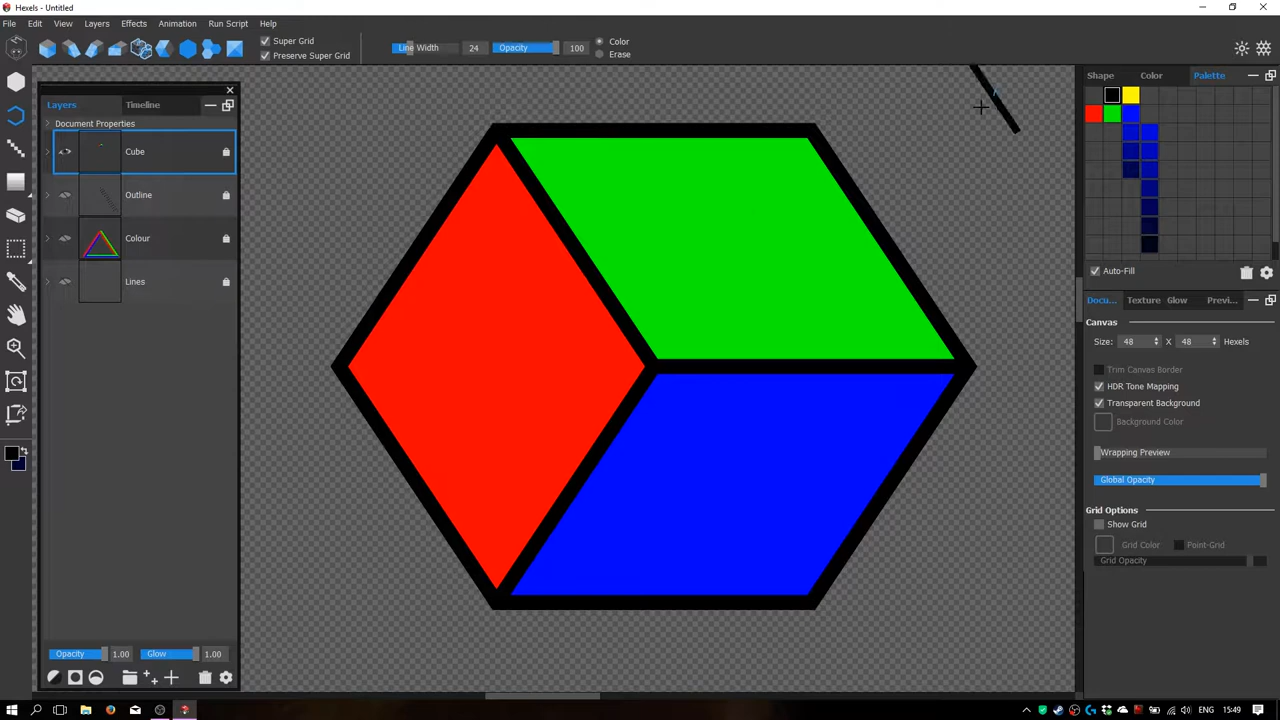 Hexels - Untitled
File Edit View Layers Effects Animation Run Script Help
Super Grid
Preserve Super Grid
Line Width 24
Opacity 100
Color
Erase
Layers Timeline
Document Properties
Cube
Outline
Colour
Lines
Opacity 1.00 Glow 1.00
Shape Color Palette
Auto-Fill
Docu... Texture Glow Previ...
Canvas
Size: 48 X 48 Hexels
Trim Canvas Border
HDR Tone Mapping
Transparent Background
Background Color
Wrapping Preview
Global Opacity
Grid Options
Show Grid
Grid Color Point-Grid
Grid Opacity
ENG 15:49